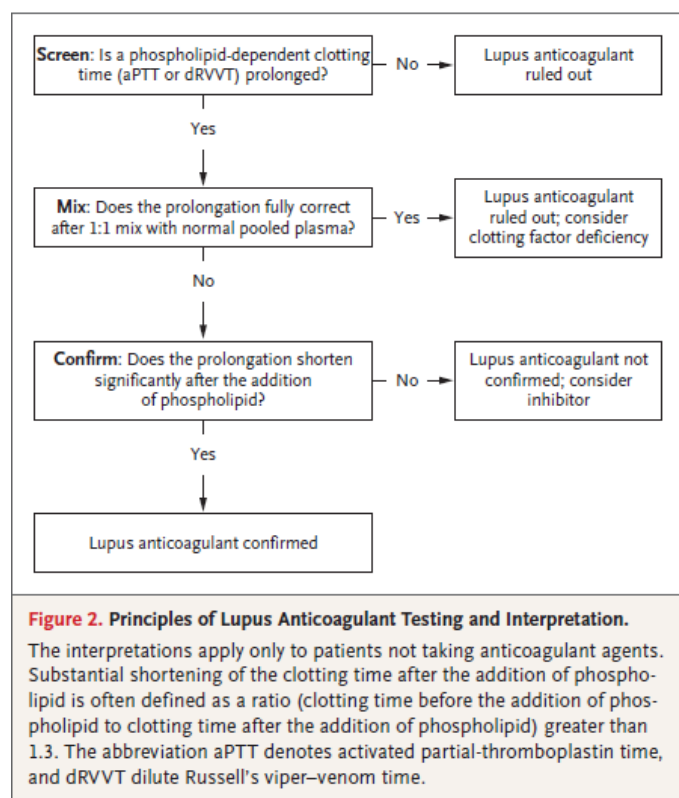 Screen: Is a phospholipid-dependent clotting
time (aPTT or dRVVT) prolonged?
No
Lupus anticoagulant
ruled out
Yes
Mix: Does the prolongation fully correct
after 1:1 mix with normal pooled plasma?
Yes
Lupus anticoagulant
ruled out; consider
clotting factor deficiency
No
Confirm: Does the prolongation shorten
significantly after the addition
of phospholipid?
No
Lupus anticoagulant not
confirmed; consider
inhibitor
Yes
Lupus anticoagulant confirmed
Figure 2. Principles of Lupus Anticoagulant Testing and Interpretation.
The interpretations apply only to patients not taking anticoagulant agents.
Substantial shortening of the clotting time after the addition of phospho-
lipid is often defined as a ratio (clotting time before the addition of phos-
pholipid to clotting time after the addition of phospholipid) greater than
1.3. The abbreviation aPTT denotes activated partial-thromboplastin time,
and dRVVT dilute Russell's viper–venom time.